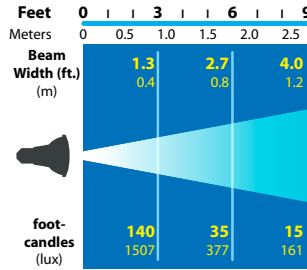 Feet 0 3 6 9
Meters 0 0.5 1.0 1.5 2.0 2.5
Beam 1.3 2.7 4.0
Width (ft.)
(m) 0.4 0.8 1.2
foot- 140 35 15
candles
(lux) 1507 377 161